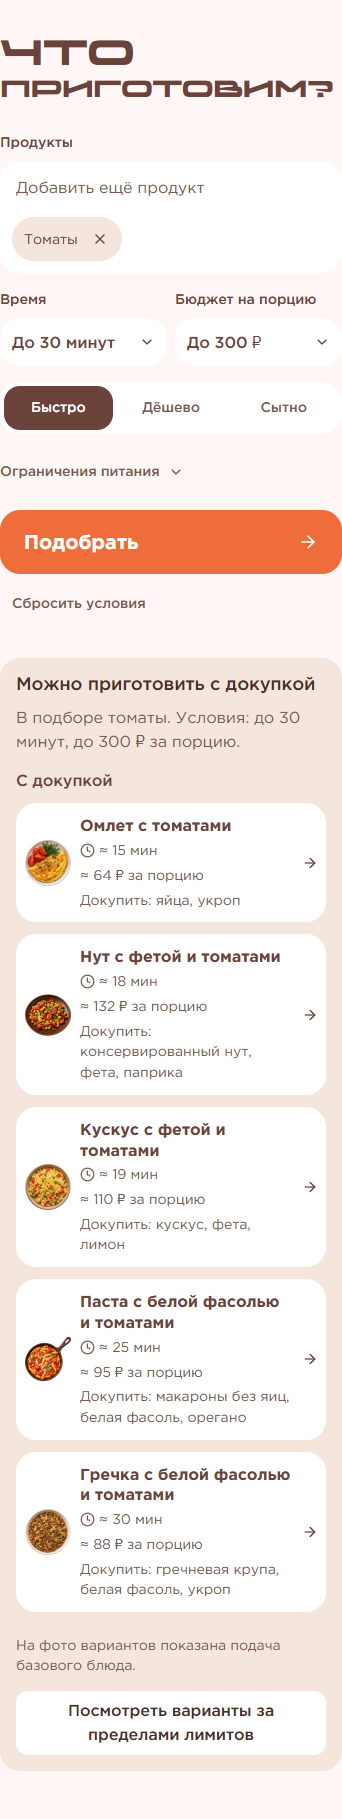 ЧТО
ПРИГОТОВИМ?
Продукты
Добавить ещё продукт
Томаты
Время
Бюджет на порцию
До 30 минут
До 300 ₽
Быстро
Дёшево
Сытно
Ограничения питания
Подобрать
Сбросить условия
Можно приготовить с докупкой
В подборе томаты. Условия: до 30
минут, до 300 ₽ за порцию.
С докупкой
Омлет с томатами
≈ 15 мин
≈ 64 ₽ за порцию
Докупить: яйца, укроп
Нут с фетой и томатами
≈ 18 мин
≈ 132 ₽ за порцию
Докупить:
консервированный нут,
фета, паприка
Кускус с фетой и
томатами
≈ 19 мин
≈ 110 ₽ за порцию
Докупить: кускус, фета,
лимон
Паста с белой фасолью
и томатами
≈ 25 мин
≈ 95 ₽ за порцию
Докупить: макароны без яиц,
белая фасоль, орегано
Гречка с белой фасолью
и томатами
≈ 30 мин
≈ 88 ₽ за порцию
Докупить: гречневая крупа,
белая фасоль, укроп
На фото вариантов показана подача
базового блюда.
Посмотреть варианты за
пределами лимитов